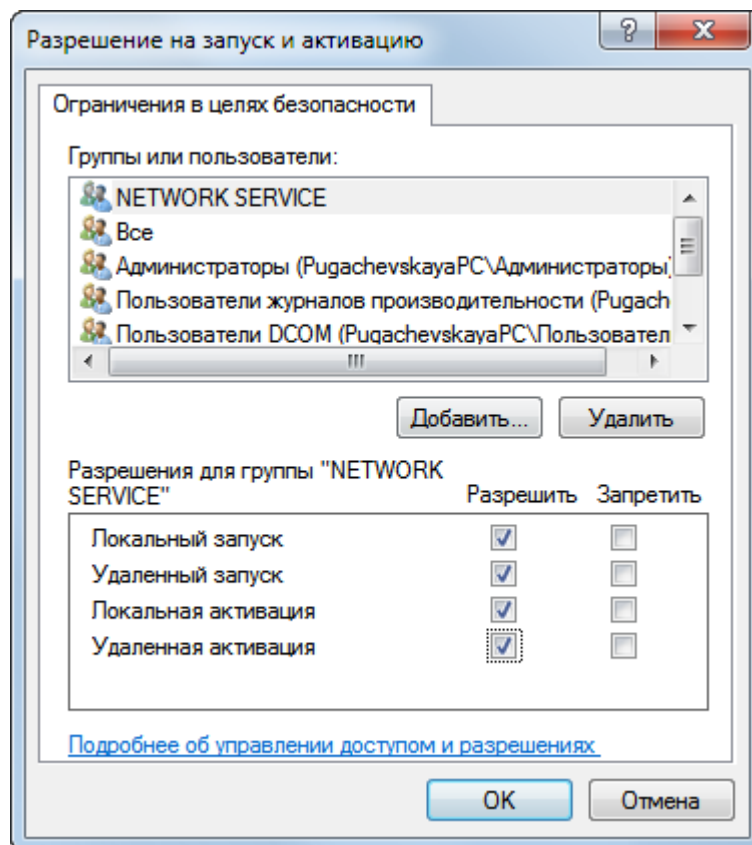 Разрешение на запуск и активацию
Ограничения в целях безопасности
Группы или пользователи:
NETWORK SERVICE
Все
Администраторы (PugachevskayaPC\Администраторы)
Пользователи журналов производительности (Pugach
Пользователи DCOM (PugachevskayaPC\Пользовател
Добавить... Удалить
Разрешения для группы "NETWORK
SERVICE" Разрешить Запретить
Локальный запуск
Удаленный запуск
Локальная активация
Удаленная активация
Подробнее об управлении доступом и разрешениях
OK Отмена